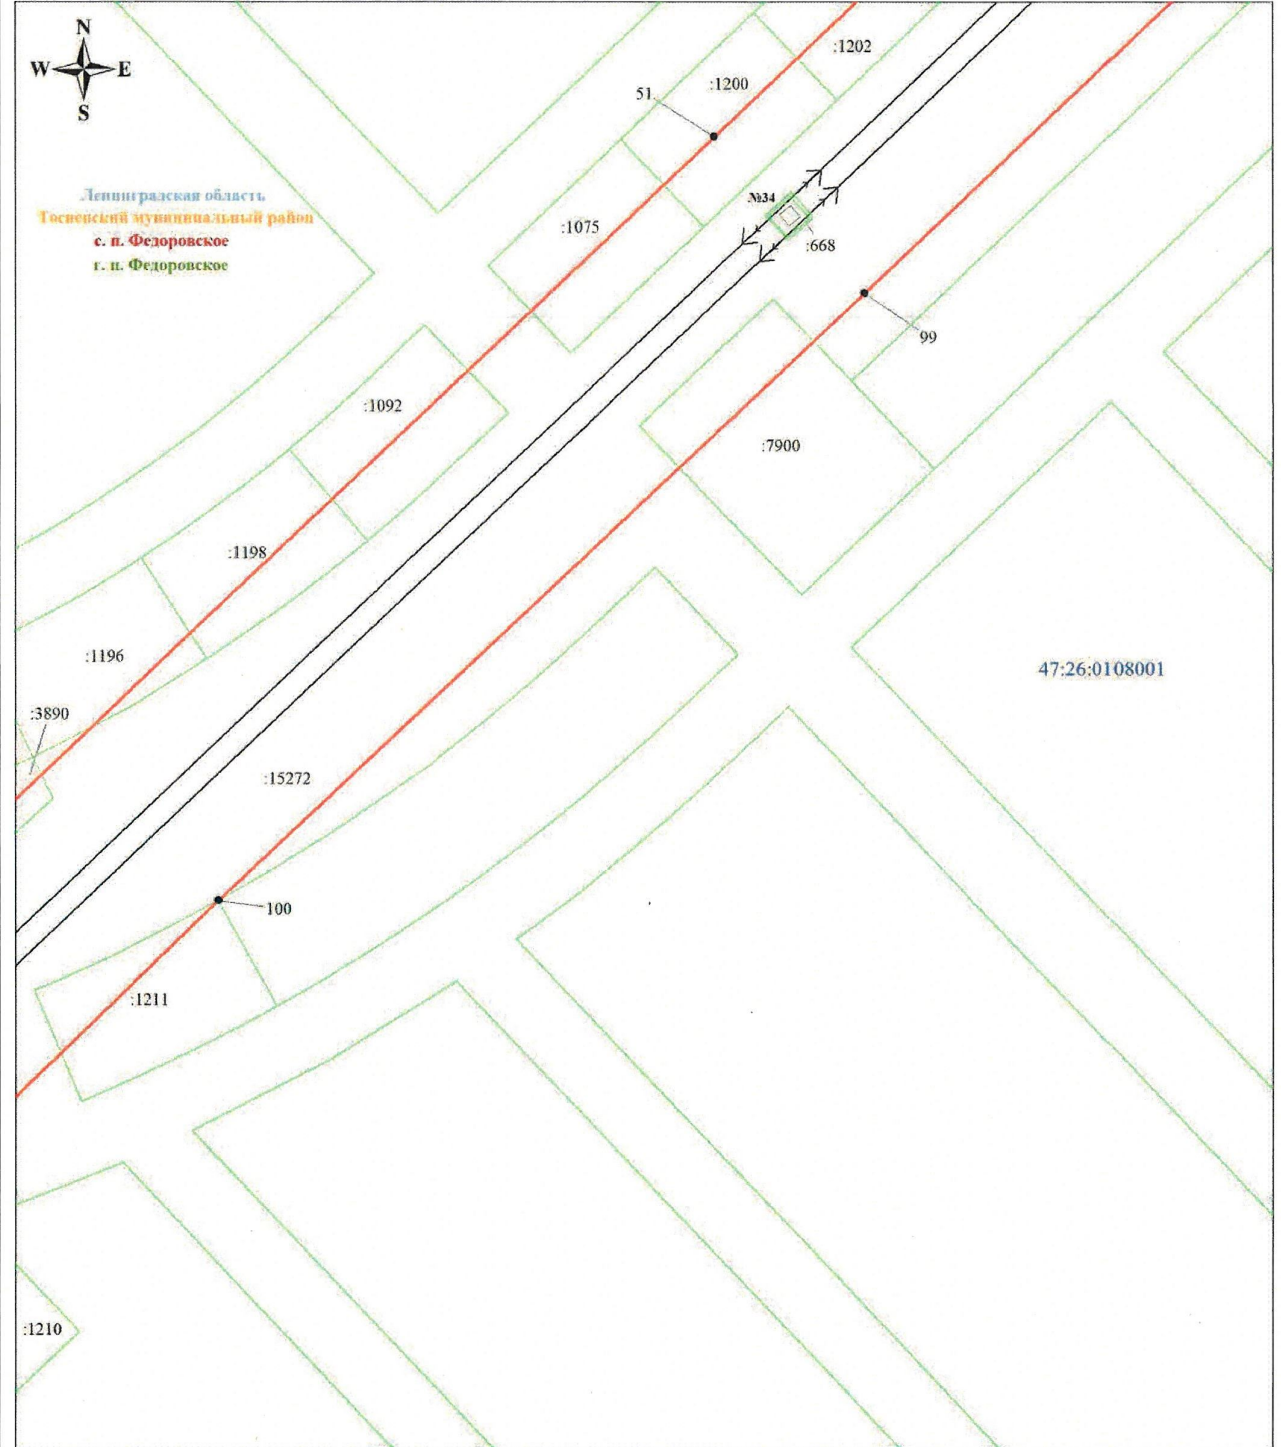 N
W E
S
:1202
:1200
51
№34
:1075
:668
Ленинградская область
Тосненский муниципальный район
с. п. Федоровское
г. п. Федоровское
99
:1092
:7900
:1198
:1196
47:26:0108001
:3890
:15272
100
:1211
:1210